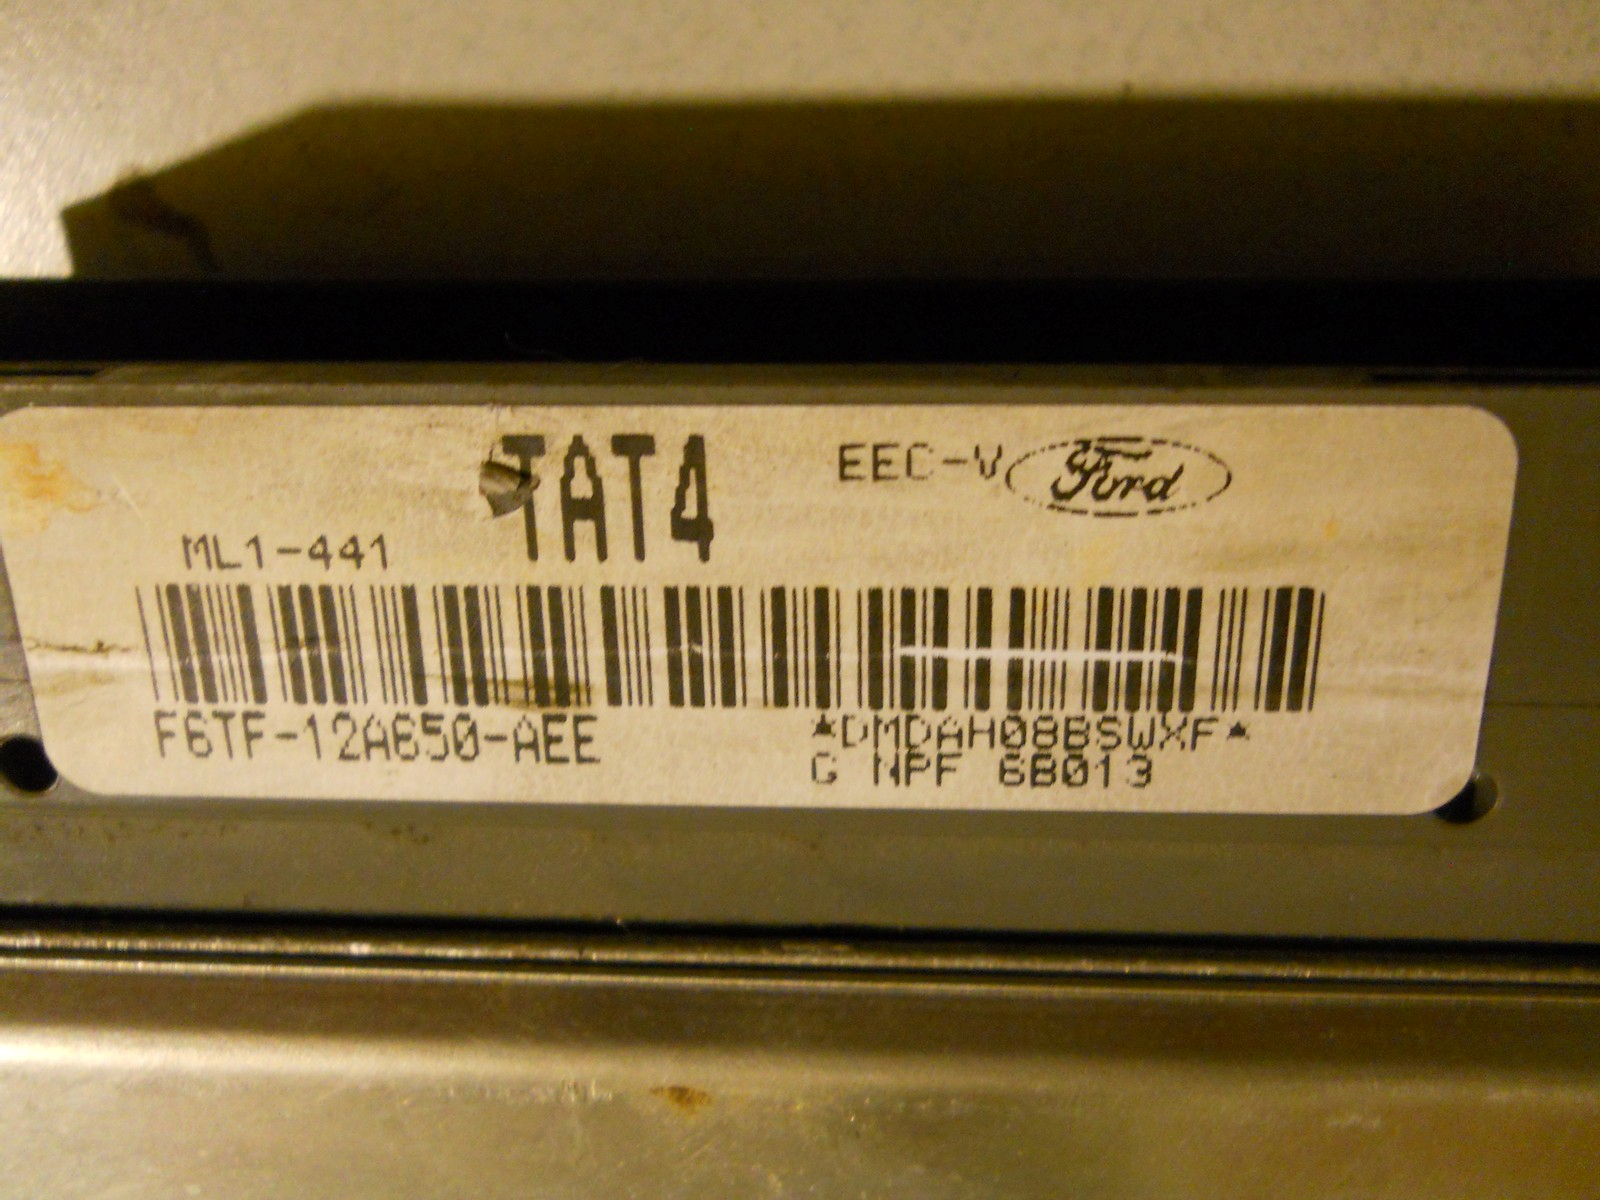 TAT4
EEC-V Ford
ML1-441
F6TF-12A650-AEE
*DMDAH08BSWXF*
G NPF 6B013